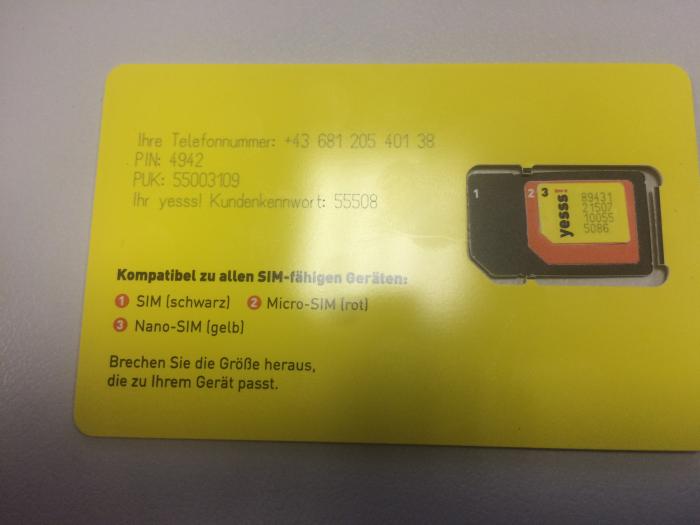 Ihre Telefonnummer: +43 681 205 401 38
PIN: 4942
PUK: 55003109
Ihr yesss! Kundenkennwort: 55508
1 2 3
yesss!
89431
21507
10055
5086
Kompatibel zu allen SIM-fähigen Geräten:
1 SIM (schwarz) 2 Micro-SIM (rot)
3 Nano-SIM (gelb)
Brechen Sie die Größe heraus,
die zu Ihrem Gerät passt.